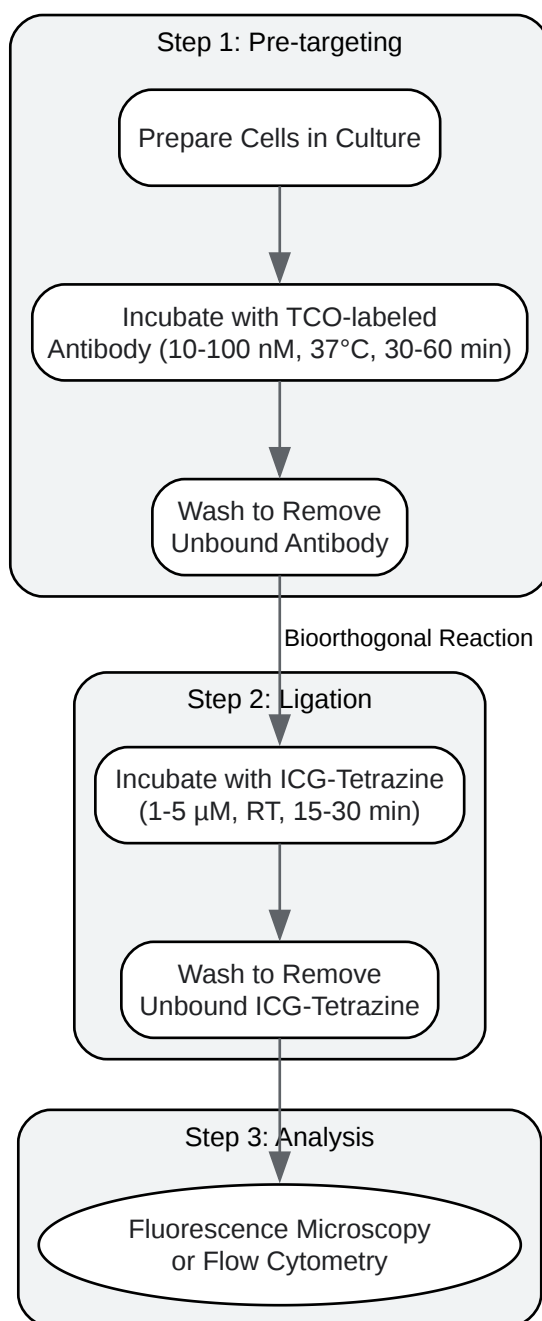 Step 1: Pre-targeting
Prepare Cells in Culture
Incubate with TCO-labeled
Antibody (10-100 nM, 37°C, 30-60 min)
Wash to Remove
Unbound Antibody
Bioorthogonal Reaction
Step 2: Ligation
Incubate with ICG-Tetrazine
(1-5 µM, RT, 15-30 min)
Wash to Remove
Unbound ICG-Tetrazine
Step 3: Analysis
Fluorescence Microscopy
or Flow Cytometry